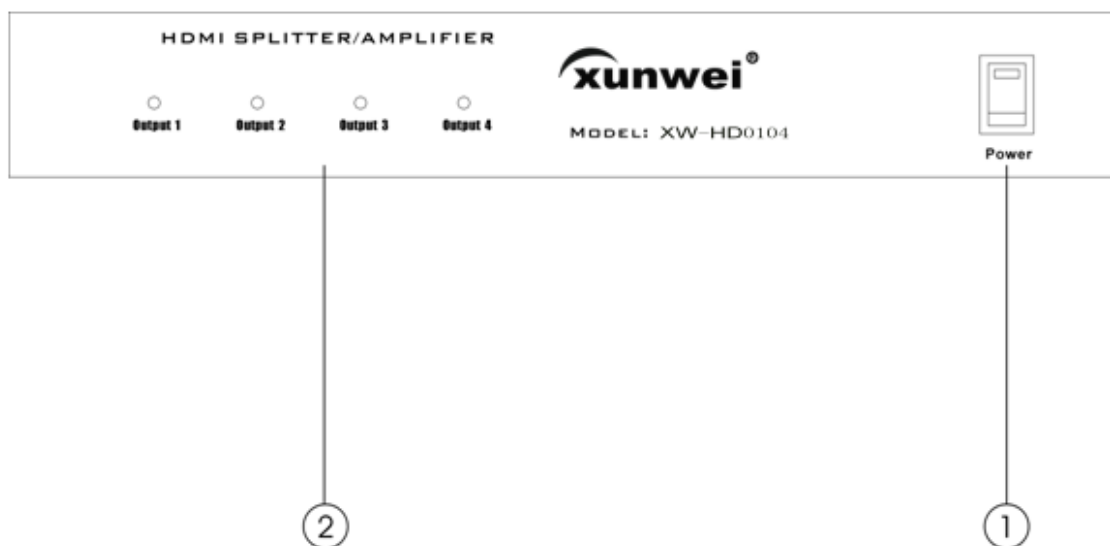 HDMI SPLITTER/AMPLIFIER
xunwei®
Output 1 Output 2 Output 3 Output 4
MODEL: XW-HD0104
Power
2 1